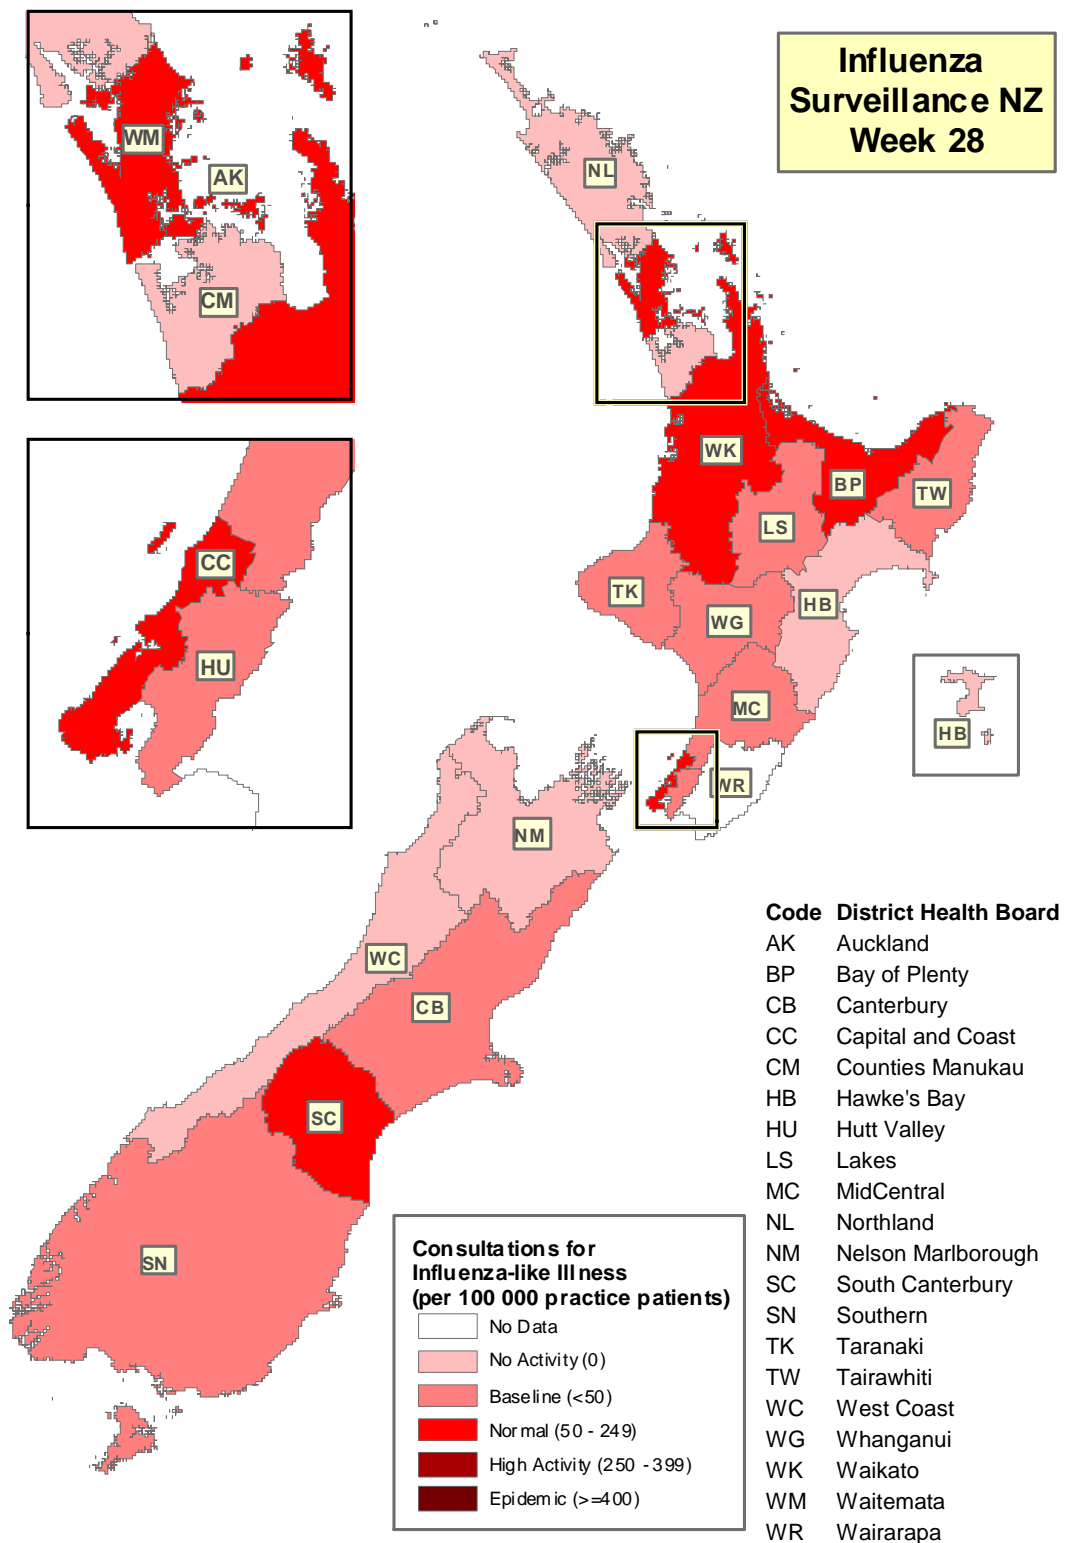 Influenza
Surveillance NZ
Week 28
WM
AK
CM
NL
WK
BP
TW
LS
TK
WG
HB
MC
WR
HB
CC
HU
NM
WC
CB
SC
SN
Code District Health Board
AK Auckland
BP Bay of Plenty
CB Canterbury
CC Capital and Coast
CM Counties Manukau
HB Hawke's Bay
HU Hutt Valley
LS Lakes
MC MidCentral
NL Northland
NM Nelson Marlborough
SC South Canterbury
SN Southern
TK Taranaki
TW Tairawhiti
WC West Coast
WG Whanganui
WK Waikato
WM Waitemata
WR Wairarapa
Consultations for
Influenza-like Illness
(per 100 000 practice patients)
No Data
No Activity (0)
Baseline (<50)
Normal (50 - 249)
High Activity (250 - 399)
Epidemic (>=400)